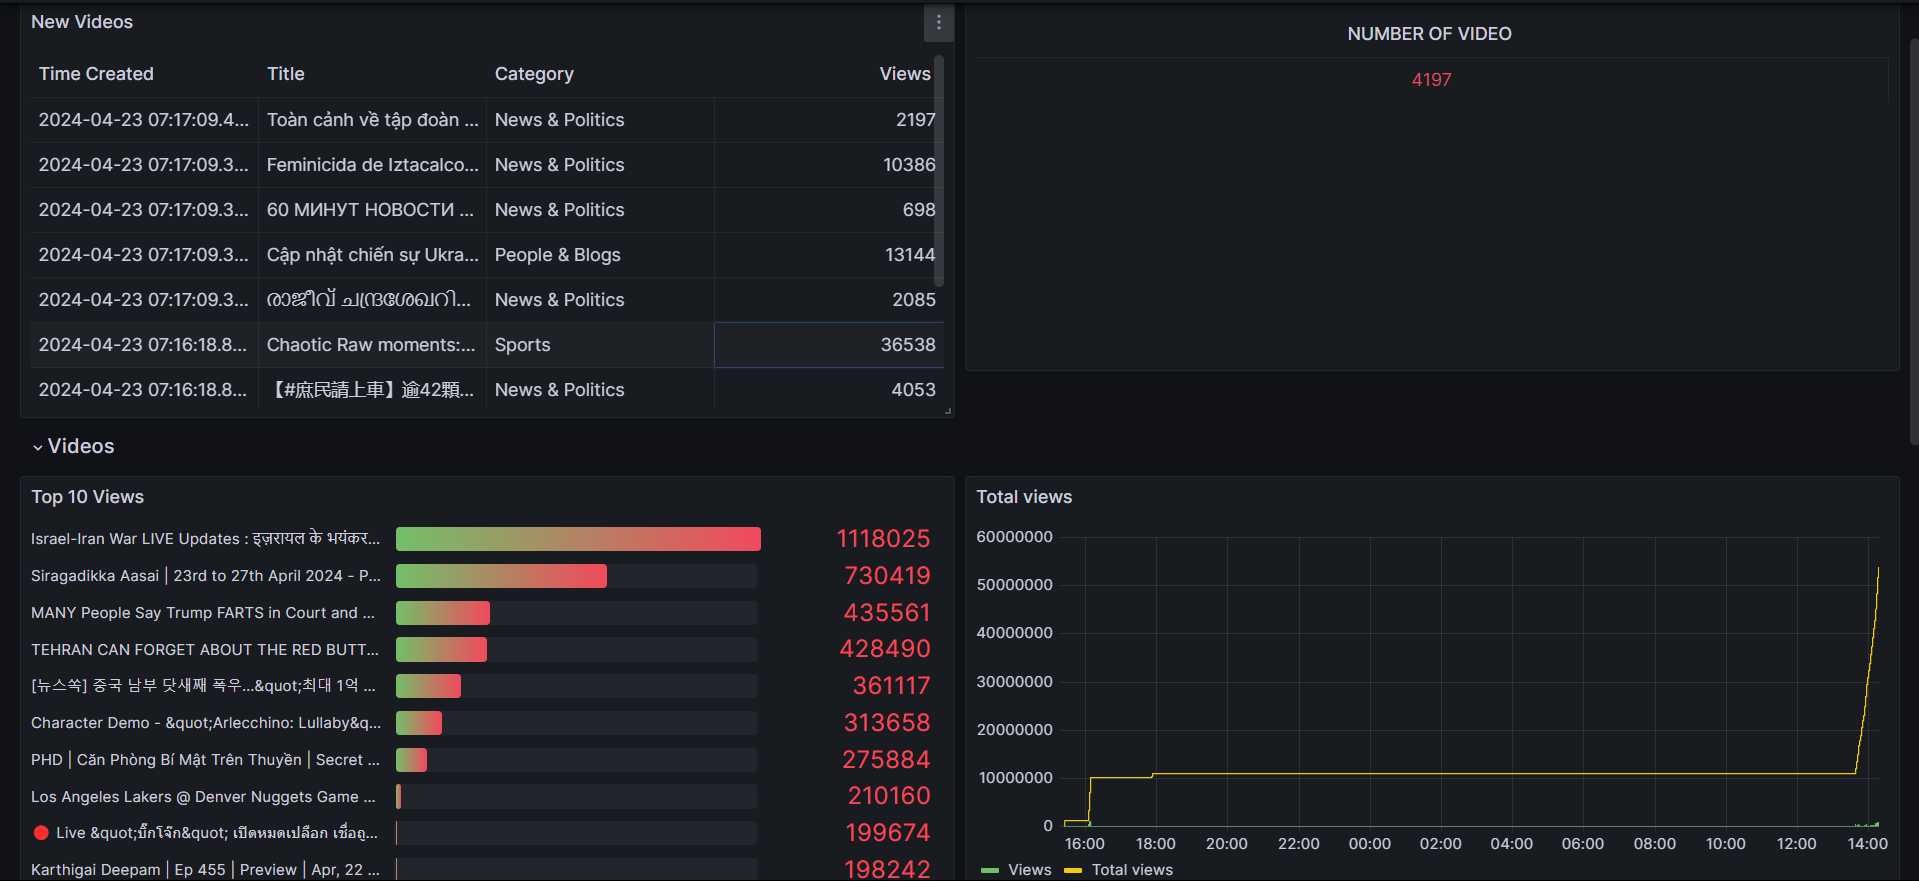 New Videos
Time Created Title Category Views
2024-04-23 07:17:09.4... Toàn cảnh về tập đoàn ... News & Politics 2197
2024-04-23 07:17:09.3... Feminicida de Iztacalco... News & Politics 10386
2024-04-23 07:17:09.3... 60 МИНУТ НОВОСТИ ... News & Politics 698
2024-04-23 07:17:09.3... Cập nhật chiến sự Ukra... People & Blogs 13144
2024-04-23 07:17:09.3... രാജീവ് ചന്ദ്രശേഖറി... News & Politics 2085
2024-04-23 07:16:18.8... Chaotic Raw moments:... Sports 36538
2024-04-23 07:16:18.8... 【#庶民請上車】逾42顆... News & Politics 4053
NUMBER OF VIDEO
4197
Videos
Top 10 Views
Israel-Iran War LIVE Updates : इज़रायल के भयंकर... 1118025
Siragadikka Aasai | 23rd to 27th April 2024 - P... 730419
MANY People Say Trump FARTS in Court and ... 435561
TEHRAN CAN FORGET ABOUT THE RED BUTT... 428490
[뉴스쏙] 중국 남부 닷새째 폭우...&quot;최대 1억 ... 361117
Character Demo - &quot;Arlecchino: Lullaby&q... 313658
PHD | Căn Phòng Bí Mật Trên Thuyền | Secret ... 275884
Los Angeles Lakers @ Denver Nuggets Game ... 210160
🔴 Live &quot;บิ๊กโจ๊ก&quot; เปิดหมดเปลือก เชื่อถู... 199674
Karthigai Deepam | Ep 455 | Preview | Apr, 22 ... 198242
Total views
60000000
50000000
40000000
30000000
20000000
10000000
0
16:00 18:00 20:00 22:00 00:00 02:00 04:00 06:00 08:00 10:00 12:00 14:00
Views Total views